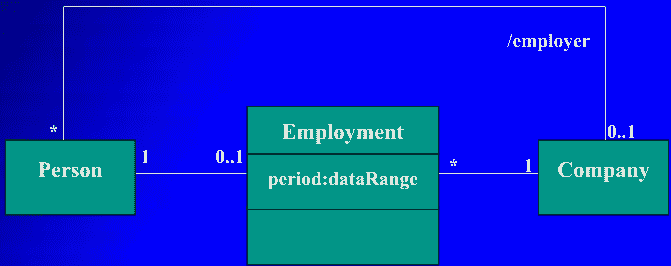 /employer
* 0..1
Employment
Person 1 0..1 * 1 Company
period:dataRange